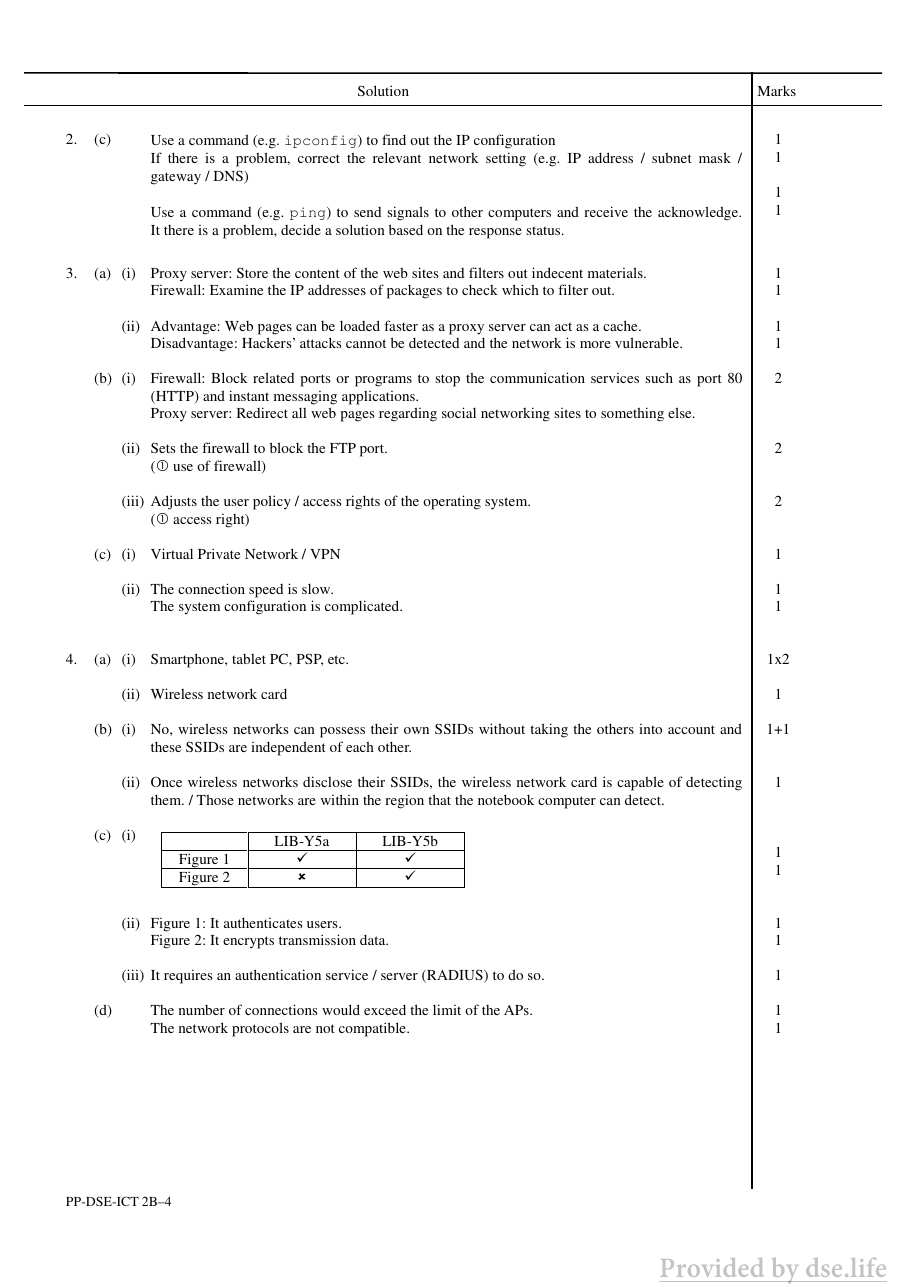 Solution Marks
2. (c) Use a command (e.g. ipconfig) to find out the IP configuration 1
If there is a problem, correct the relevant network setting (e.g. IP address / subnet mask / 1
gateway / DNS)
1
Use a command (e.g. ping) to send signals to other computers and receive the acknowledge. 1
It there is a problem, decide a solution based on the response status.
3. (a) (i) Proxy server: Store the content of the web sites and filters out indecent materials. 1
Firewall: Examine the IP addresses of packages to check which to filter out. 1
(ii) Advantage: Web pages can be loaded faster as a proxy server can act as a cache. 1
Disadvantage: Hackers’ attacks cannot be detected and the network is more vulnerable. 1
(b) (i) Firewall: Block related ports or programs to stop the communication services such as port 80 2
(HTTP) and instant messaging applications.
Proxy server: Redirect all web pages regarding social networking sites to something else.
(ii) Sets the firewall to block the FTP port. 2
(① use of firewall)
(iii) Adjusts the user policy / access rights of the operating system. 2
(① access right)
(c) (i) Virtual Private Network / VPN 1
(ii) The connection speed is slow. 1
The system configuration is complicated. 1
4. (a) (i) Smartphone, tablet PC, PSP, etc. 1x2
(ii) Wireless network card 1
(b) (i) No, wireless networks can possess their own SSIDs without taking the others into account and 1+1
these SSIDs are independent of each other.
(ii) Once wireless networks disclose their SSIDs, the wireless network card is capable of detecting 1
them. / Those networks are within the region that the notebook computer can detect.
(c) (i)
LIB-Y5a LIB-Y5b
Figure 1 ✓ ✓ 1
Figure 2 × ✓ 1
(ii) Figure 1: It authenticates users. 1
Figure 2: It encrypts transmission data. 1
(iii) It requires an authentication service / server (RADIUS) to do so. 1
(d) The number of connections would exceed the limit of the APs. 1
The network protocols are not compatible. 1
PP-DSE-ICT 2B–4
Provided by dse.life